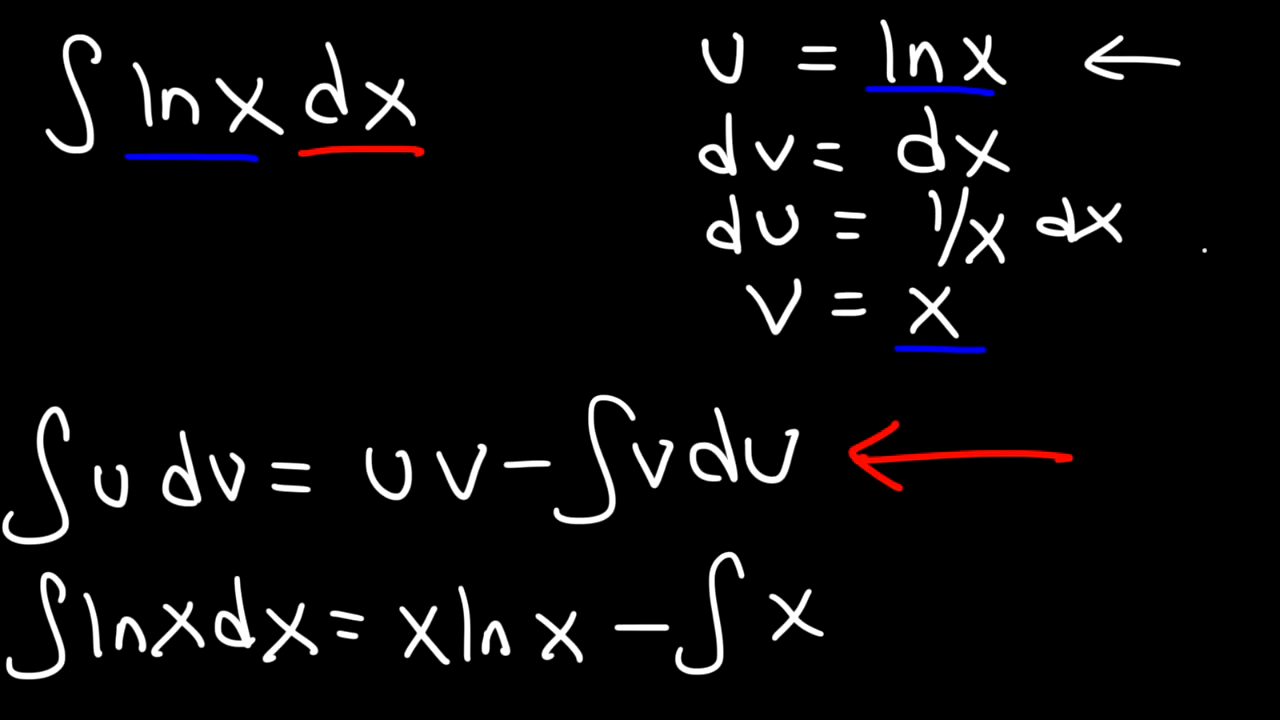 ∫ ln x dx
u = ln x ←
dv = dx
du = 1/x dx
v = x
∫ u dv = uv - ∫ v du ←
∫ ln x dx = x ln x - ∫ x